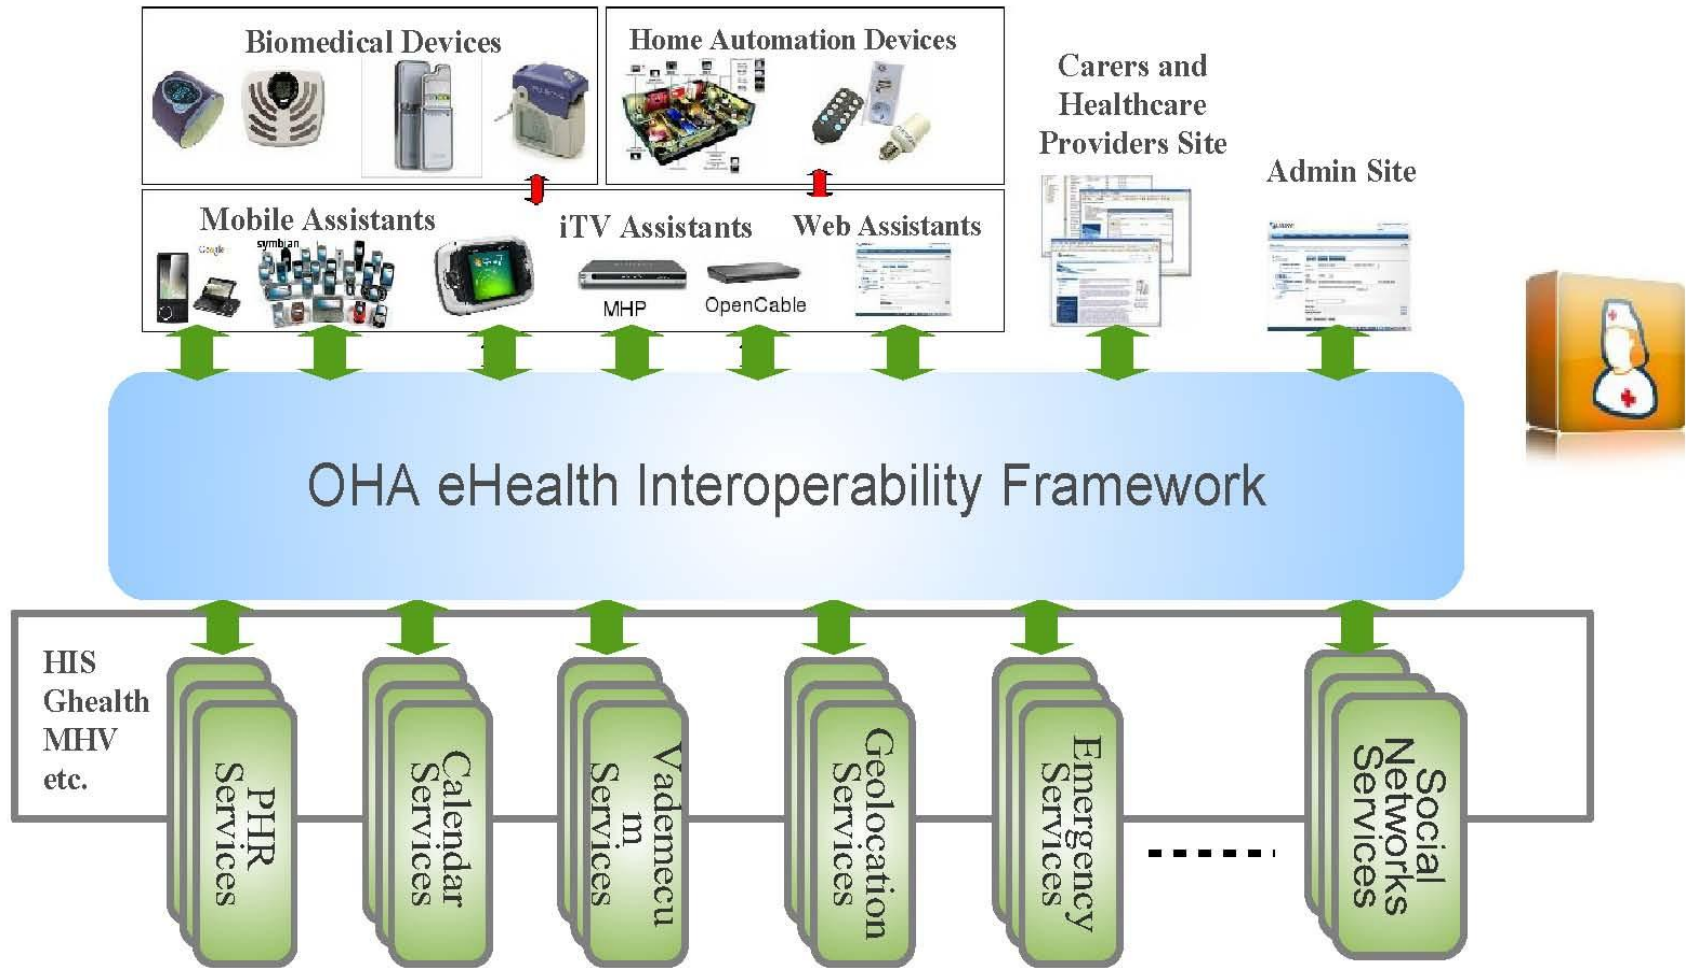 Biomedical Devices
Home Automation Devices
Carers and
Healthcare
Providers Site
Admin Site
Mobile Assistants
iTV Assistants
Web Assistants
Google
symbian
MHP
OpenCable
OHA eHealth Interoperability Framework
HIS
Ghealth
MHV
etc.
PHR
Services
Calendar
Services
Vademecu
m
Services
Geolocation
Services
Emergency
Services
Social
Networks
Services